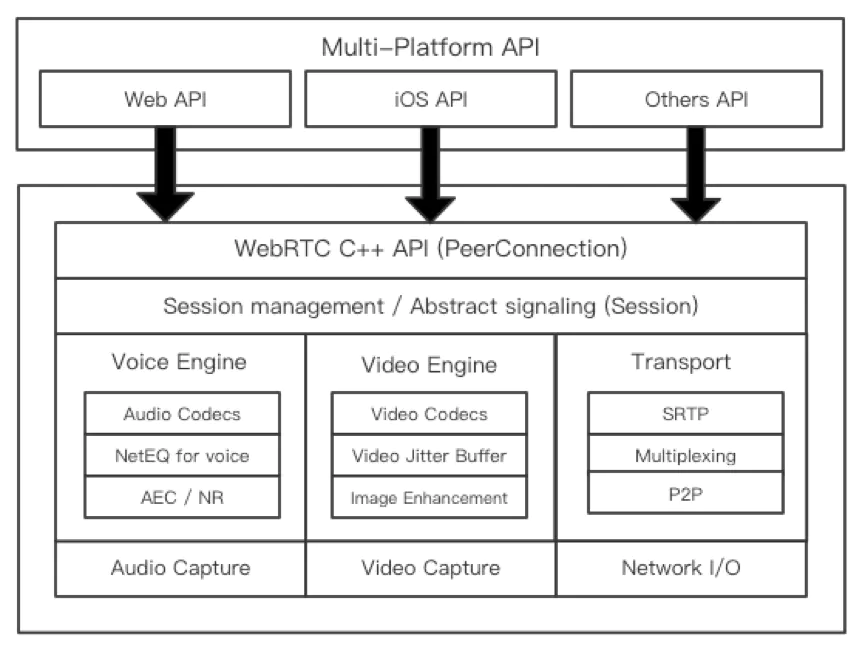 Multi-Platform API
Web API
iOS API
Others API
WebRTC C++ API (PeerConnection)
Session management / Abstract signaling (Session)
Voice Engine
Audio Codecs
NetEQ for voice
AEC / NR
Video Engine
Video Codecs
Video Jitter Buffer
Image Enhancement
Transport
SRTP
Multiplexing
P2P
Audio Capture
Video Capture
Network I/O